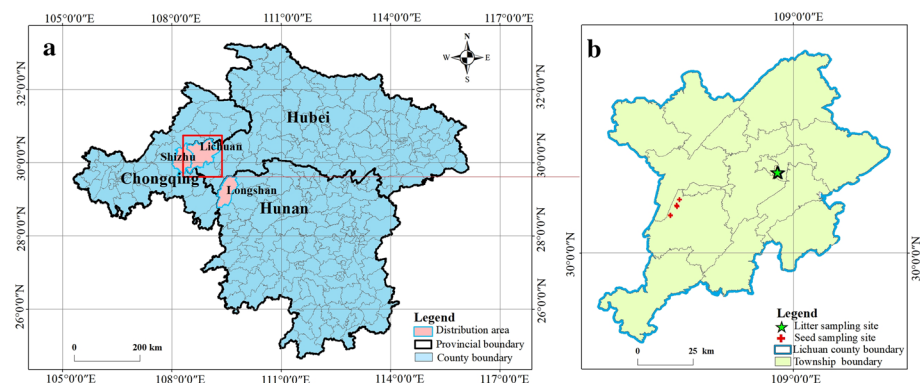 105°0'0"E 108°0'0"E 111°0'0"E 114°0'0"E 117°0'0"E
a
N
W E
S
32°0'0"N
30°0'0"N
28°0'0"N
26°0'0"N
32°0'0"N
30°0'0"N
28°0'0"N
26°0'0"N
Hubei
Lichuan
Shizhu
Chongqing
Longshan
Hunan
Legend
Distribution area
Provincial boundary
County boundary
0 200 km
105°0'0"E 108°0'0"E 111°0'0"E 114°0'0"E 117°0'0"E
109°0'0"E
b
30°0'0"N
30°0'0"N
Legend
Litter sampling site
Seed sampling site
Lichuan county boundary
Township boundary
0 25 km
109°0'0"E